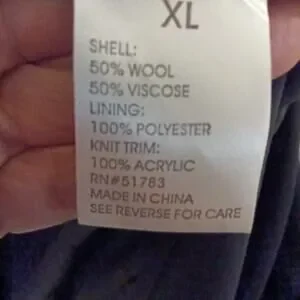 XL
SHELL:
50% WOOL
50% VISCOSE
LINING:
100% POLYESTER
KNIT TRIM:
100% ACRYLIC
RN#51783
MADE IN CHINA
SEE REVERSE FOR CARE